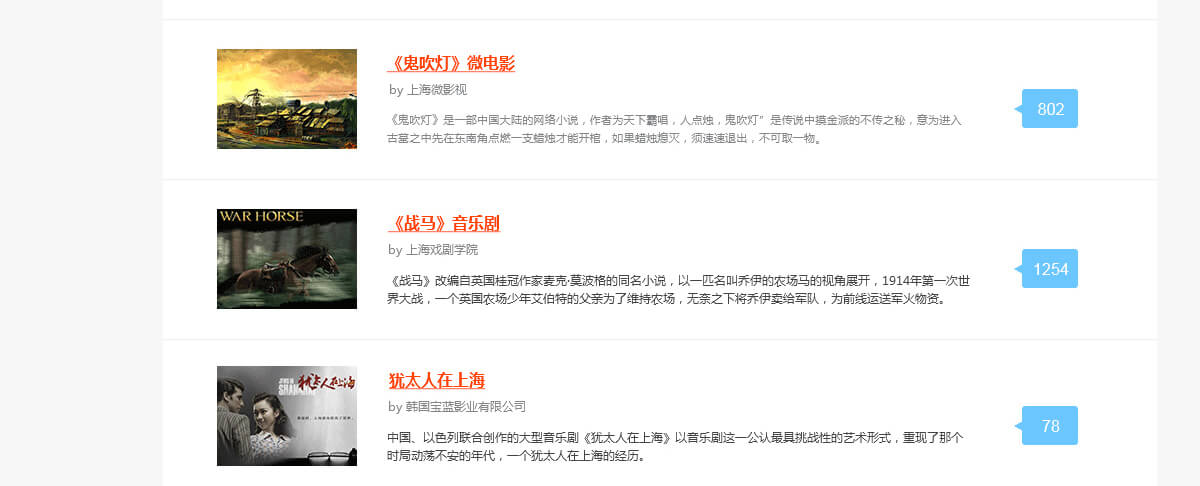 《鬼吹灯》微电影
by 上海微影视
《鬼吹灯》是一部中国大陆的网络小说，作者为天下霸唱，人点烛，鬼吹灯”是传说中摸金派的不传之秘，意为进入
古墓之中先在东南角点燃一支蜡烛才能开棺，如果蜡烛熄灭，须速速退出，不可取一物。
802
WAR HORSE
《战马》音乐剧
by 上海戏剧学院
《战马》改编自英国桂冠作家麦克·莫波格的同名小说，以一匹名叫乔伊的农场马的视角展开，1914年第一次世
界大战，一个英国农场少年艾伯特的父亲为了维持农场，无奈之下将乔伊卖给军队，为前线运送军火物资。
1254
犹太人在上海
犹太人在上海
by 韩国宝蓝影业有限公司
中国、以色列联合创作的大型音乐剧《犹太人在上海》以音乐剧这一公认最具挑战性的艺术形式，重现了那个
时局动荡不安的年代，一个犹太人在上海的经历。
78